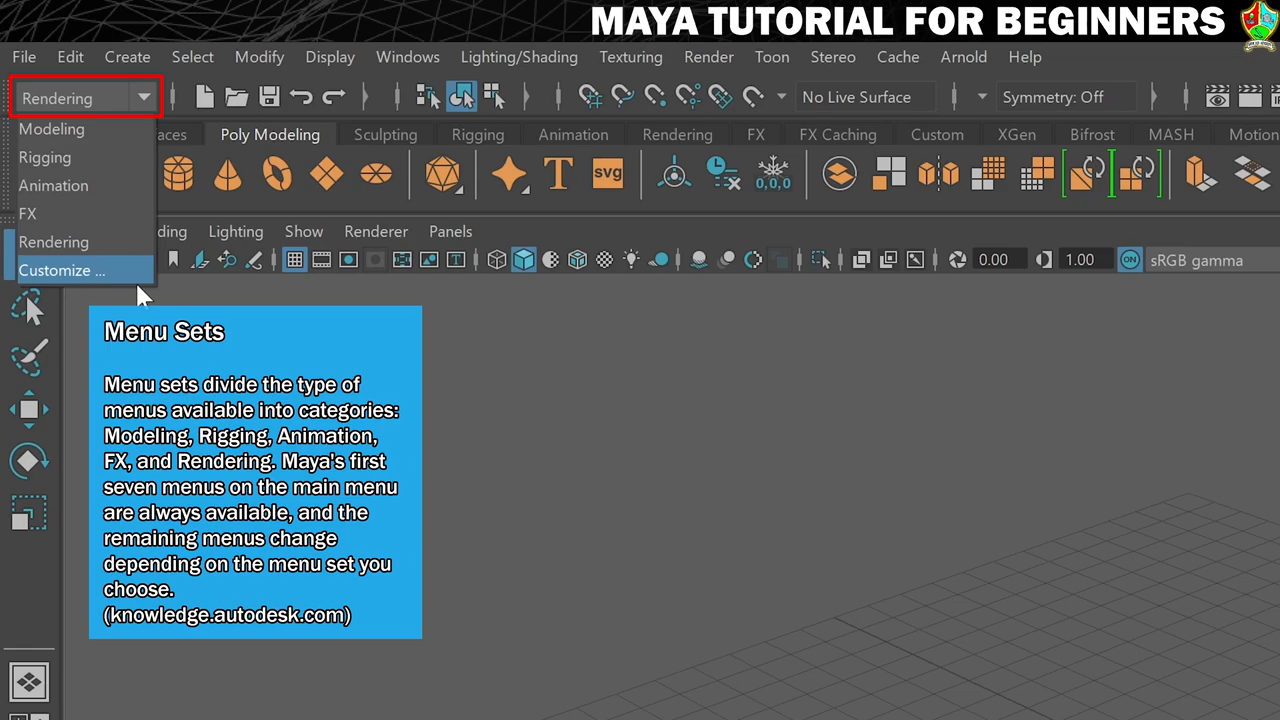 MAYA TUTORIAL FOR BEGINNERS
File Edit Create Select Modify Display Windows Lighting/Shading Texturing Render Toon Stereo Cache Arnold Help
Rendering No Live Surface Symmetry: Off
Modeling
Rigging
Animation
FX
Rendering
Customize ...
aces Poly Modeling Sculpting Rigging Animation Rendering FX FX Caching Custom XGen Bifrost MASH Motion
T svg 0,0,0
ding Lighting Show Renderer Panels
0.00 1.00 ON sRGB gamma
Menu Sets
Menu sets divide the type of
menus available into categories:
Modeling, Rigging, Animation,
FX, and Rendering. Maya's first
seven menus on the main menu
are always available, and the
remaining menus change
depending on the menu set you
choose.
(knowledge.autodesk.com)